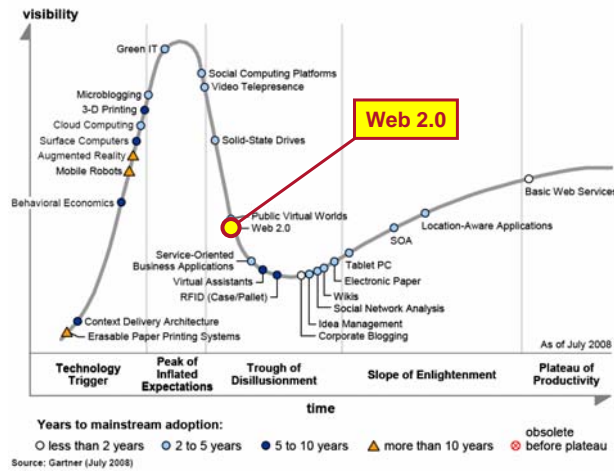 visibility
Green IT
Social Computing Platforms
Video Telepresence
Microblogging
3-D Printing
Cloud Computing
Surface Computers
Augmented Reality
Mobile Robots
Behavioral Economics
Solid-State Drives
Web 2.0
Public Virtual Worlds
Web 2.0
Basic Web Services
Location-Aware Applications
SOA
Service-Oriented
Business Applications
Virtual Assistants
RFID (Case/Pallet)
Tablet PC
Electronic Paper
Wikis
Social Network Analysis
Idea Management
Corporate Blogging
Context Delivery Architecture
Erasable Paper Printing Systems
As of July 2008
Technology
Trigger
Peak of
Inflated
Expectations
Trough of
Disillusionment
Slope of Enlightenment
Plateau of
Productivity
time
Years to mainstream adoption:
less than 2 years
2 to 5 years
5 to 10 years
more than 10 years
obsolete
before plateau
Source: Gartner (July 2008)